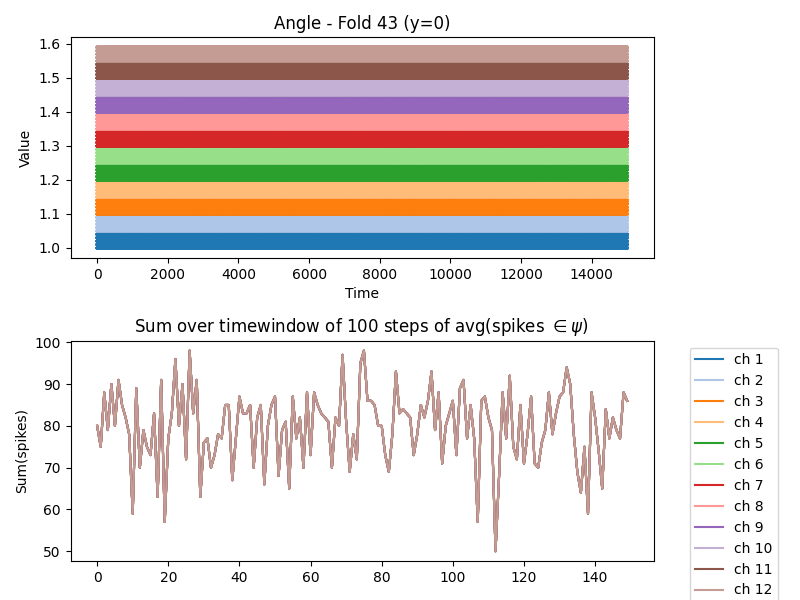 Angle - Fold 43 (y=0)
1.6
1.5
1.4
1.3
1.2
1.1
1.0
Value
0 2000 4000 6000 8000 10000 12000 14000
Time
Sum over timewindow of 100 steps of avg(spikes ∈ ψ)
100
90
80
70
60
50
Sum(spikes)
0 20 40 60 80 100 120 140
ch 1
ch 2
ch 3
ch 4
ch 5
ch 6
ch 7
ch 8
ch 9
ch 10
ch 11
ch 12